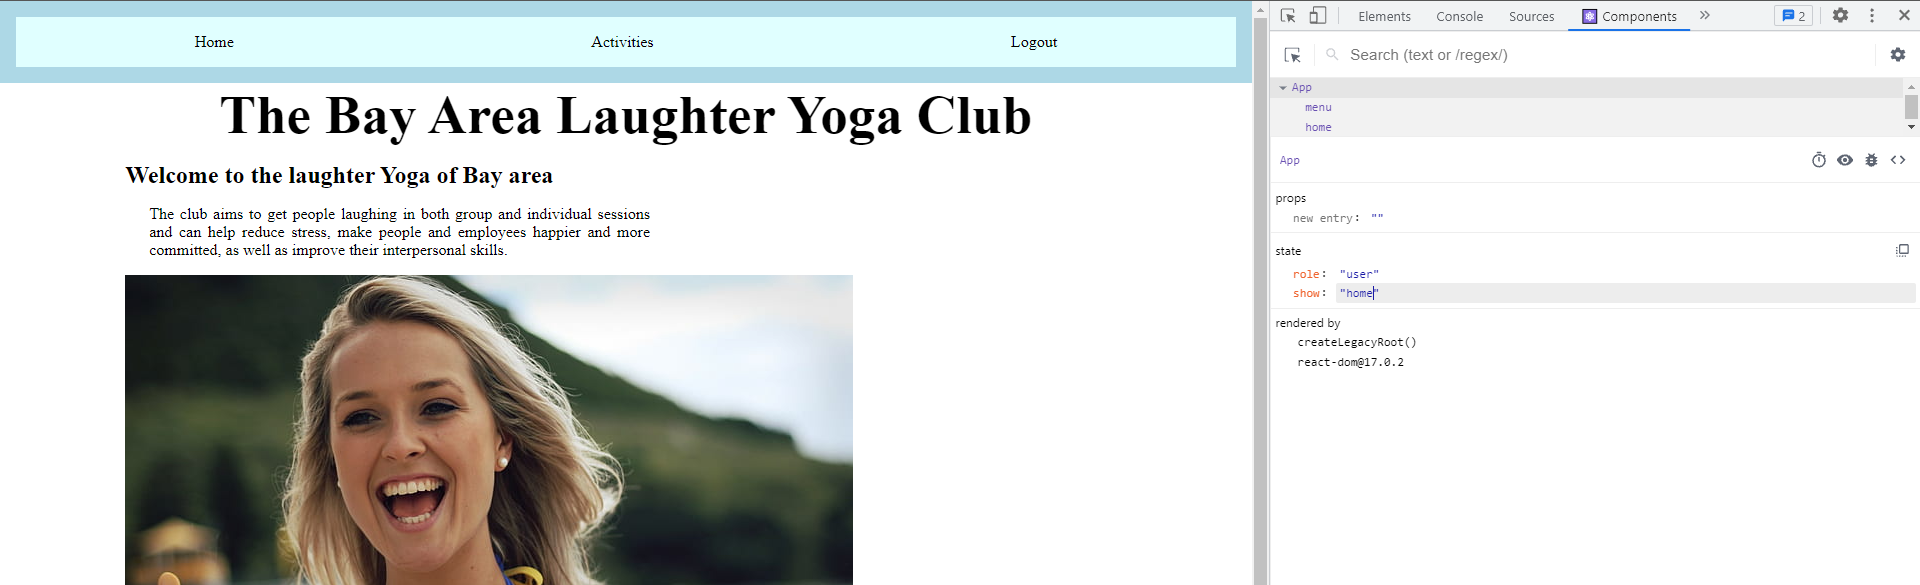 Home Activities Logout
The Bay Area Laughter Yoga Club
Welcome to the laughter Yoga of Bay area
The club aims to get people laughing in both group and individual sessions
and can help reduce stress, make people and employees happier and more
committed, as well as improve their interpersonal skills.
Elements Console Sources Components 2
Search (text or /regex/)
App
menu
home
App
props
new entry: ""
state
role: "user"
show: "home"
rendered by
createLegacyRoot()
react-dom@17.0.2